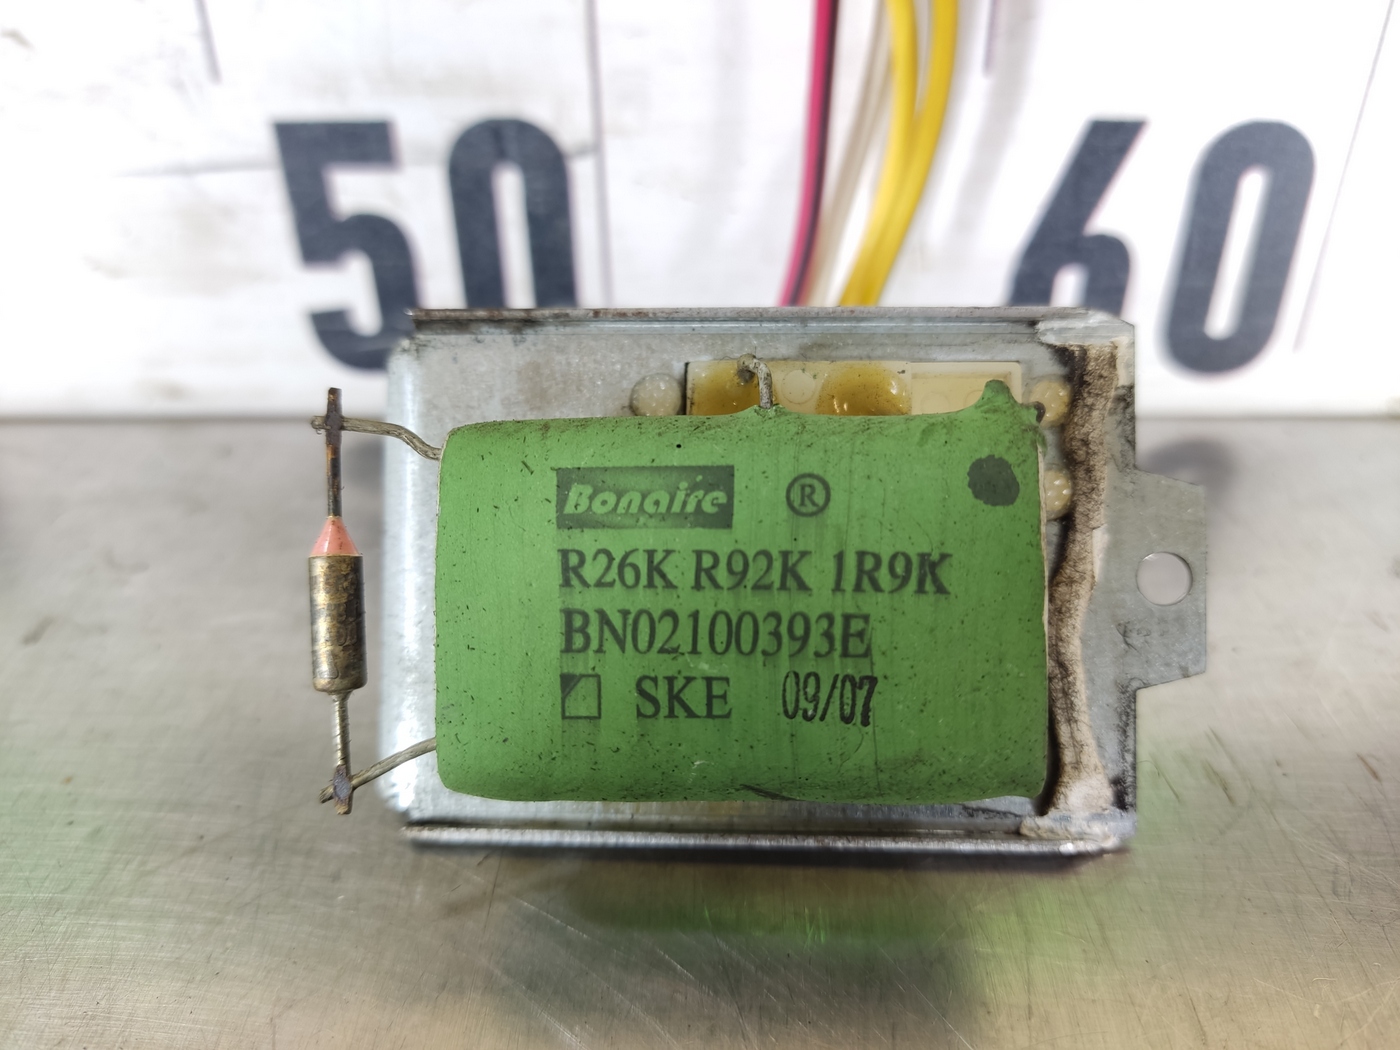 50 60
Bonaire ®
R26K R92K 1R9K
BN02100393E
SKE 09/07